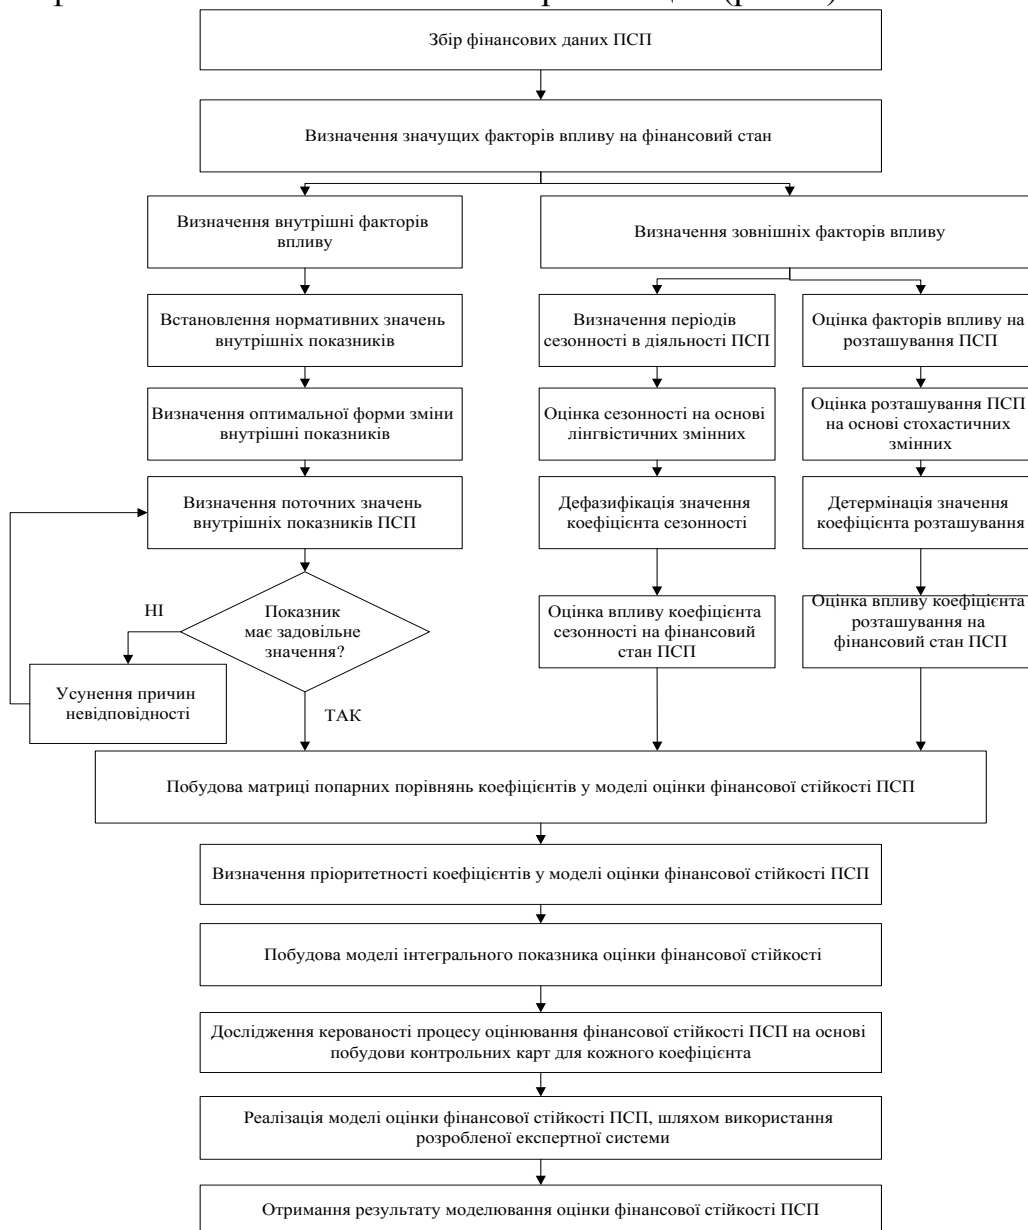 Збір фінансових даних ПСП
Визначення значущих факторів впливу на фінансовий стан
Визначення внутрішні факторів
впливу
Визначення зовнішніх факторів впливу
Встановлення нормативних значень
внутрішніх показників
Визначення періодів
сезонності в діяльності ПСП
Оцінка факторів впливу на
розташування ПСП
Визначення оптимальної форми зміни
внутрішні показників
Оцінка сезонності на основі
лінгвістичних змінних
Оцінка розташування ПСП
на основі стохастичних
змінних
Визначення поточних значень
внутрішніх показників ПСП
Дефазифікація значення
коефіцієнта сезонності
Детермінація значення
коефіцієнта розташування
НІ
Показник
має задовільне
значення?
Оцінка впливу коефіцієнта
сезонності на фінансовий
стан ПСП
Оцінка впливу коефіцієнта
розташування на
фінансовий стан ПСП
Усунення причин
невідповідності
ТАК
Побудова матриці попарних порівнянь коефіцієнтів у моделі оцінки фінансової стійкості ПСП
Визначення пріоритетності коефіцієнтів у моделі оцінки фінансової стійкості ПСП
Побудова моделі інтегрального показника оцінки фінансової стійкості
Дослідження керованості процесу оцінювання фінансової стійкості ПСП на основі
побудови контрольних карт для кожного коефіцієнта
Реалізація моделі оцінки фінансової стійкості ПСП, шляхом використання
розробленої експертної системи
Отримання результату моделювання оцінки фінансової стійкості ПСП